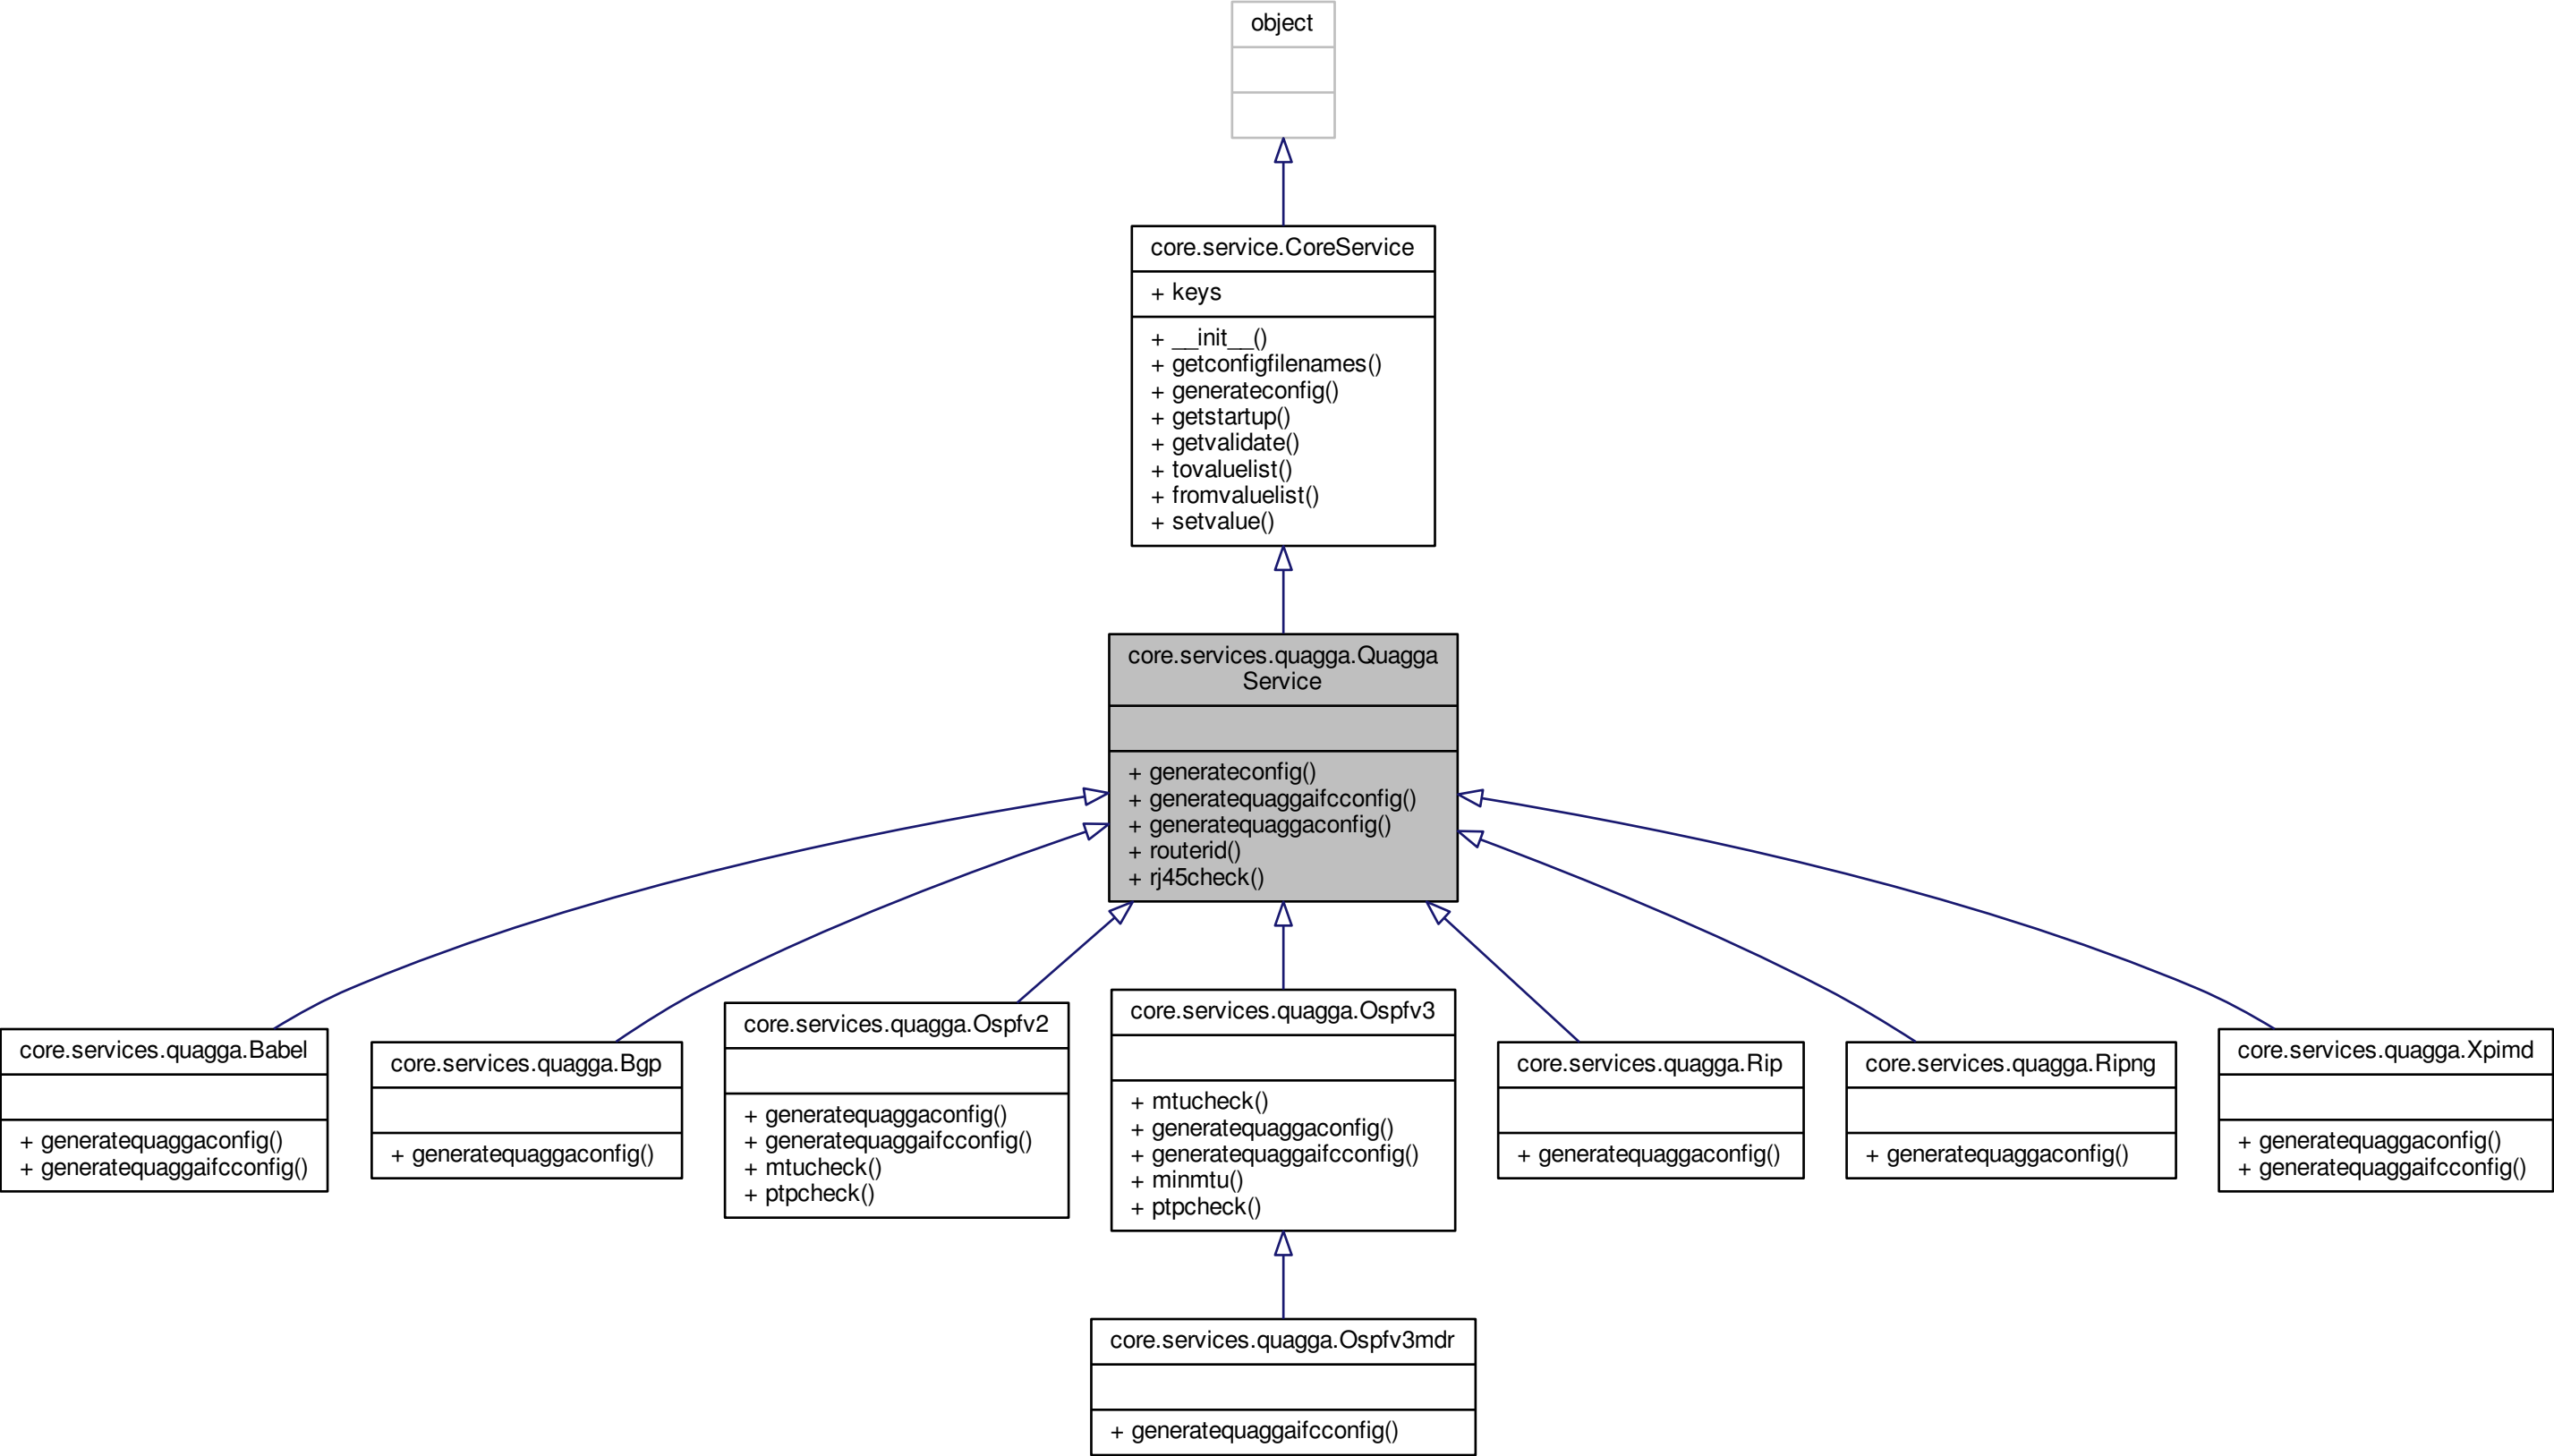 object
core.service.CoreService
+ keys
+ __init__()
+ getconfigfilenames()
+ generateconfig()
+ getstartup()
+ getvalidate()
+ tovaluelist()
+ fromvaluelist()
+ setvalue()
core.services.quagga.Quagga
Service
+ generateconfig()
+ generatequaggaifcconfig()
+ generatequaggaconfig()
+ routerid()
+ rj45check()
core.services.quagga.Babel
+ generatequaggaconfig()
+ generatequaggaifcconfig()
core.services.quagga.Bgp
+ generatequaggaconfig()
core.services.quagga.Ospfv2
+ generatequaggaconfig()
+ generatequaggaifcconfig()
+ mtucheck()
+ ptpcheck()
core.services.quagga.Ospfv3
+ mtucheck()
+ generatequaggaconfig()
+ generatequaggaifcconfig()
+ minmtu()
+ ptpcheck()
core.services.quagga.Rip
+ generatequaggaconfig()
core.services.quagga.Ripng
+ generatequaggaconfig()
core.services.quagga.Xpimd
+ generatequaggaconfig()
+ generatequaggaifcconfig()
core.services.quagga.Ospfv3mdr
+ generatequaggaifcconfig()